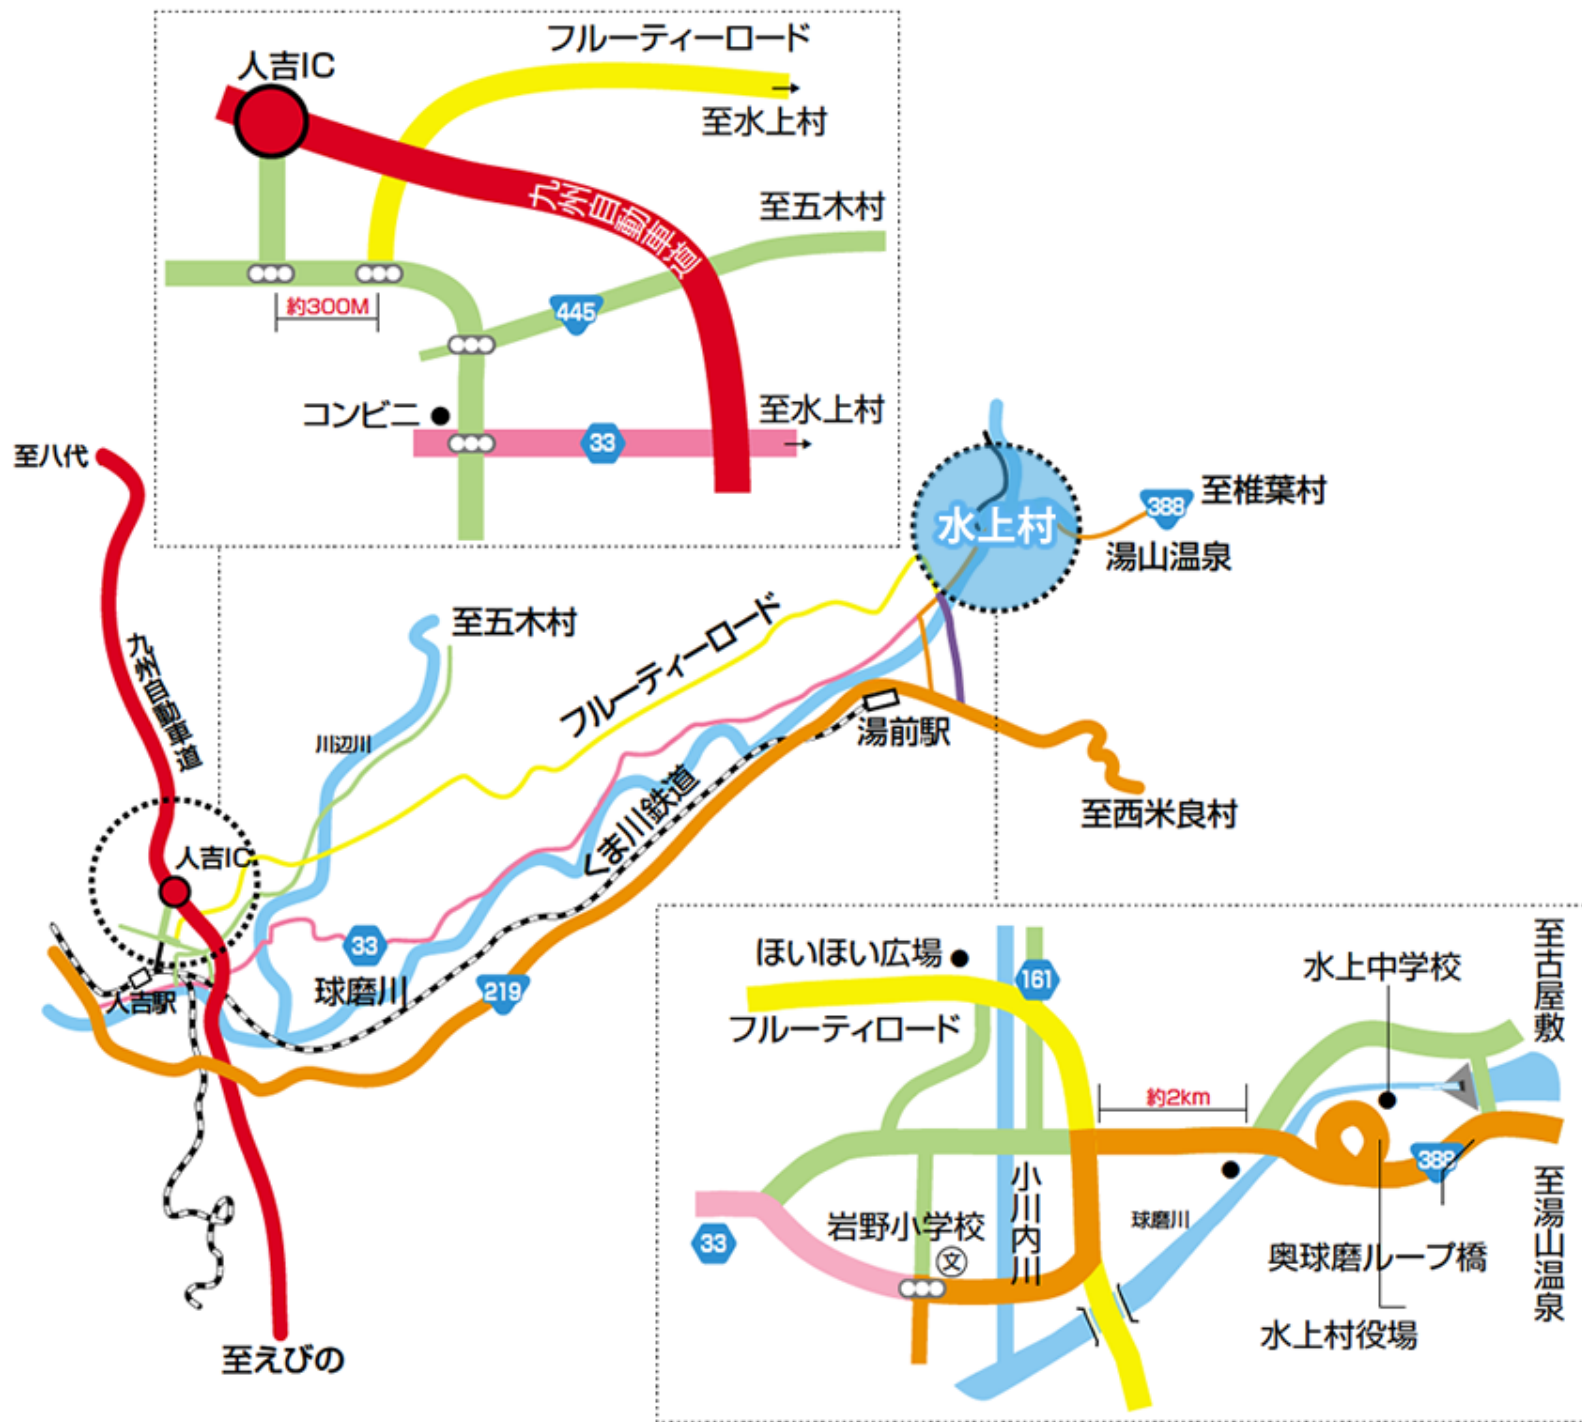 人吉IC
フルーティーロード
至水上村
九州自動車道
至五木村
約300M
445
コンビニ
至水上村
33
至八代
九州自動車道
水上村
388
至椎葉村
湯山温泉
至五木村
川辺川
フルーティーロード
湯前駅
至西米良村
くま川鉄道
人吉IC
33
球磨川
219
人吉駅
至えびの
ほいほい広場
161
フルーティロード
水上中学校
至古屋敷
約2km
388
小川内川
岩野小学校
文
33
球磨川
奥球磨ループ橋
水上村役場
至湯山温泉